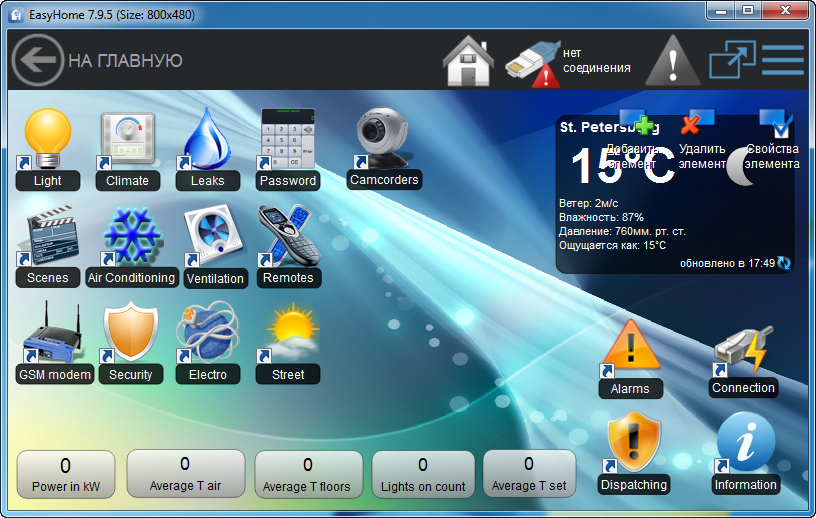 EasyHome 7.9.5 (Size: 800x480)
НА ГЛАВНУЮ
нет
соединения
Light
Climate
Leaks
Password
Camcorders
St. Petersburg
Добавить
элемент
Удалить
элемент
Свойства
элемента
15°C
Ветер: 2м/с
Влажность: 87%
Давление: 760мм. рт. ст.
Ощущается как: 15°C
обновлено в 17:49
Scenes
Air Conditioning
Ventilation
Remotes
GSM modem
Security
Electro
Street
Alarms
Connection
Dispatching
Information
0
Power in kW
0
Average T air
0
Average T floors
0
Lights on count
0
Average T set